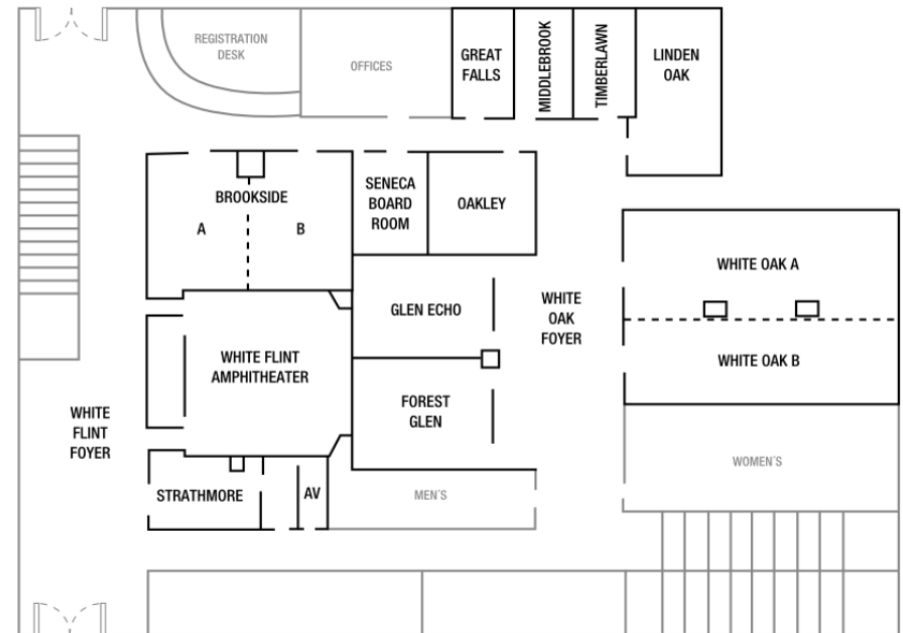 REGISTRATION
DESK
OFFICES
GREAT
FALLS
MIDDLEBROOK
TIMBERLAWN
LINDEN
OAK
BROOKSIDE
A
B
SENECA
BOARD
ROOM
OAKLEY
WHITE OAK A
GLEN ECHO
WHITE
OAK
FOYER
WHITE OAK B
WHITE FLINT
AMPHITHEATER
FOREST
GLEN
WHITE
FLINT
FOYER
WOMEN´S
STRATHMORE
AV
MEN´S